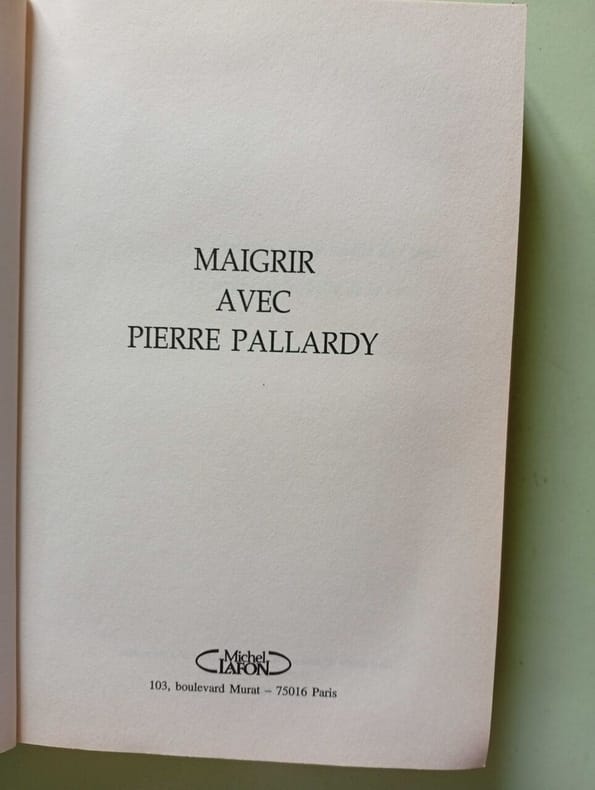 MAIGRIR
AVEC
PIERRE PALLARDY
Michel
LAFON
103, boulevard Murat – 75016 Paris